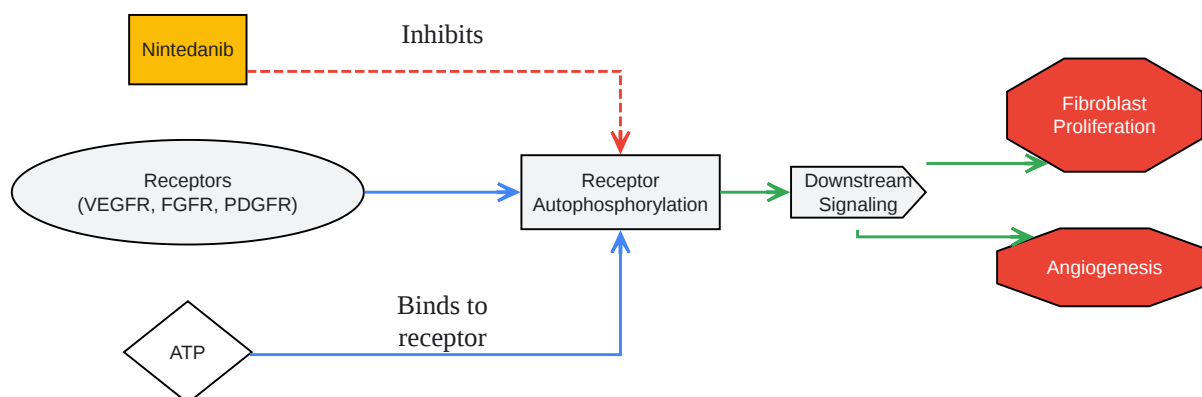 Inhibits
Nintedanib
Fibroblast
Proliferation
Receptors
(VEGFR, FGFR, PDGFR)
Receptor
Autophosphorylation
Downstream
Signaling
Angiogenesis
Binds to
receptor
ATP